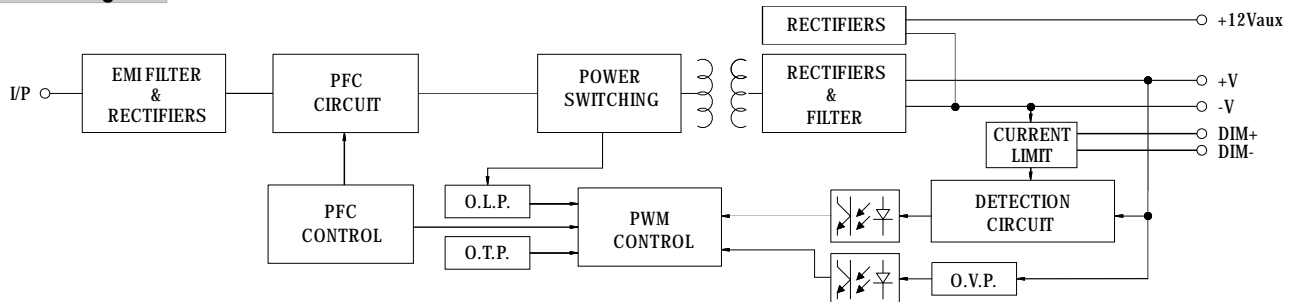 RECTIFIERS
+12Vaux
I/P
EMI FILTER
&
RECTIFIERS
PFC
CIRCUIT
POWER
SWITCHING
RECTIFIERS
&
FILTER
+V
-V
CURRENT
LIMIT
DIM+
DIM-
PFC
CONTROL
O.L.P.
O.T.P.
PWM
CONTROL
DETECTION
CIRCUIT
O.V.P.